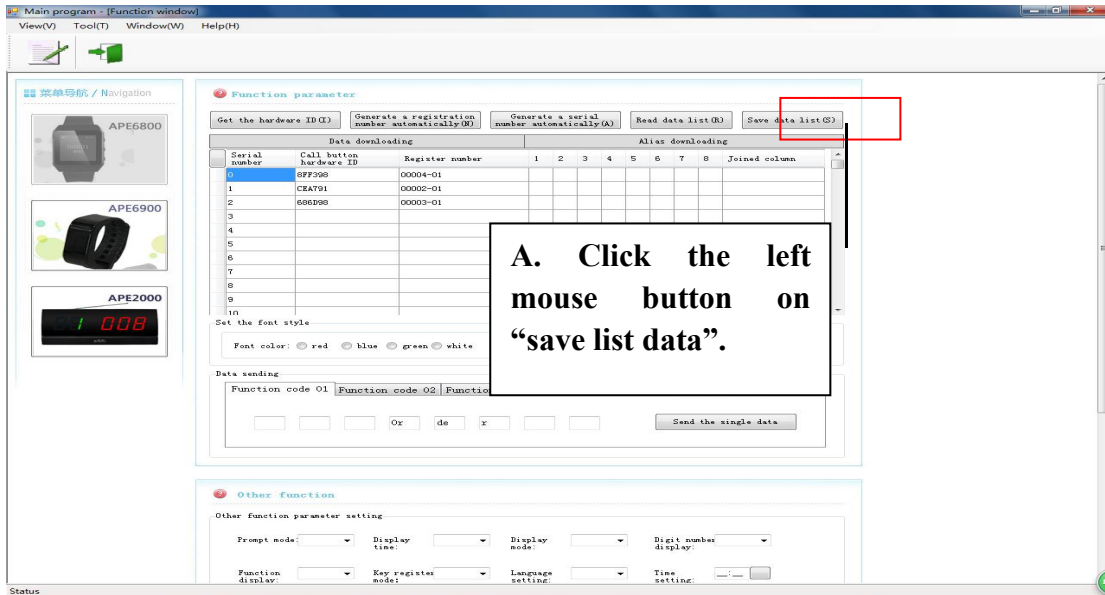 Main program - [Function window]
View(V) Tool(T) Window(W) Help(H)
菜单导航 / Navigation
APE6800
APE6900
APE2000
1 008
Function parameter
Get the hardware ID(I)
Generate a registration
number automatically(N)
Generate a serial
number automatically(A)
Read data list(R)
Save data list(S)
Data downloading
Alias downloading
Serial
number
Call button
hardware ID
Register number
1 2 3 4 5 6 7 8 Joined column
0 8FF398 00004-01
1 CEA791 00002-01
2 686D98 00003-01
3
4
5
6
7
8
9
10
A. Click the left
mouse button on
“save list data”.
Set the font style
Font color: red blue green white
Data sending
Function code 01 Function code 02
Or de r
Send the single data
Other function
Other function parameter setting
Prompt mode:
Display
time:
Display
mode:
Digit number
display:
Function
display:
Key register
mode:
Language
setting:
Time
setting:
__:__
Status